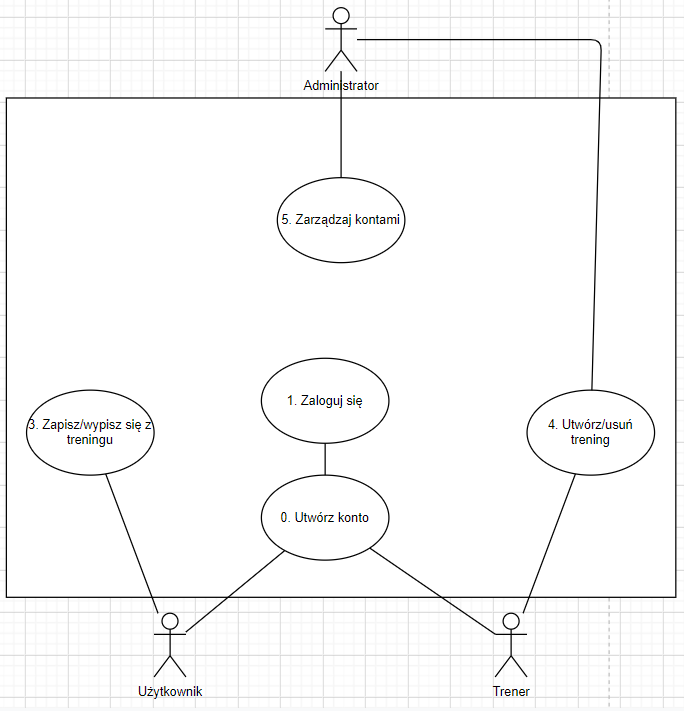 Administrator
5. Zarządzaj kontami
1. Zaloguj się
3. Zapisz/wypisz się z
treningu
4. Utwórz/usuń
trening
0. Utwórz konto
Użytkownik
Trener